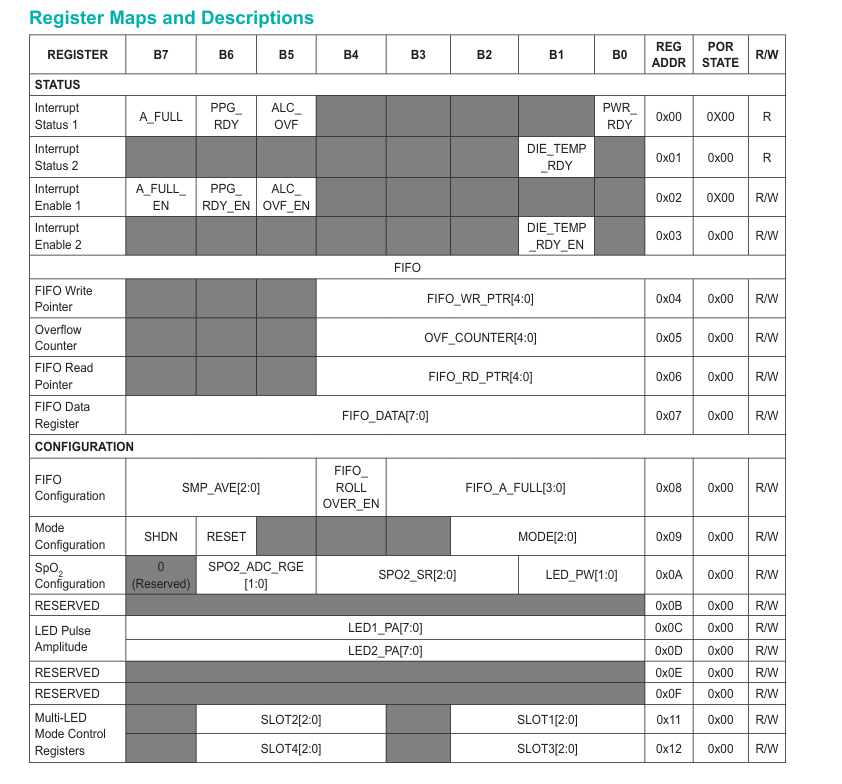 Register Maps and Descriptions
REGISTER B7 B6 B5 B4 B3 B2 B1 B0 REG ADDR POR STATE R/W
STATUS
Interrupt Status 1 A_FULL PPG_ RDY ALC_ OVF PWR_ RDY 0x00 0X00 R
Interrupt Status 2 DIE_TEMP _RDY 0x01 0x00 R
Interrupt Enable 1 A_FULL_ EN PPG_ RDY_EN ALC_ OVF_EN 0x02 0X00 R/W
Interrupt Enable 2 DIE_TEMP _RDY_EN 0x03 0x00 R/W
FIFO
FIFO Write Pointer FIFO_WR_PTR[4:0] 0x04 0x00 R/W
Overflow Counter OVF_COUNTER[4:0] 0x05 0x00 R/W
FIFO Read Pointer FIFO_RD_PTR[4:0] 0x06 0x00 R/W
FIFO Data Register FIFO_DATA[7:0] 0x07 0x00 R/W
CONFIGURATION
FIFO Configuration SMP_AVE[2:0] FIFO_ ROLL OVER_EN FIFO_A_FULL[3:0] 0x08 0x00 R/W
Mode Configuration SHDN RESET MODE[2:0] 0x09 0x00 R/W
SpO2 Configuration 0 (Reserved) SPO2_ADC_RGE [1:0] SPO2_SR[2:0] LED_PW[1:0] 0x0A 0x00 R/W
RESERVED 0x0B 0x00 R/W
LED Pulse Amplitude LED1_PA[7:0] 0x0C 0x00 R/W
LED2_PA[7:0] 0x0D 0x00 R/W
RESERVED 0x0E 0x00 R/W
RESERVED 0x0F 0x00 R/W
Multi-LED Mode Control Registers SLOT2[2:0] SLOT1[2:0] 0x11 0x00 R/W
SLOT4[2:0] SLOT3[2:0] 0x12 0x00 R/W